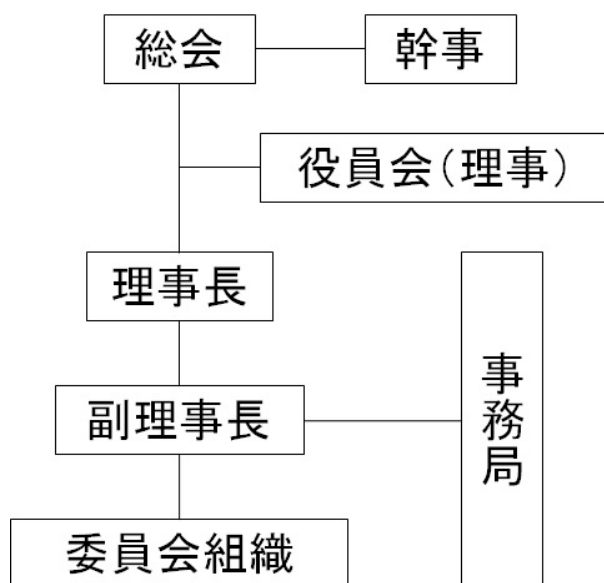 総会
幹事
役員会(理事)
理事長
副理事長
事務局
委員会組織